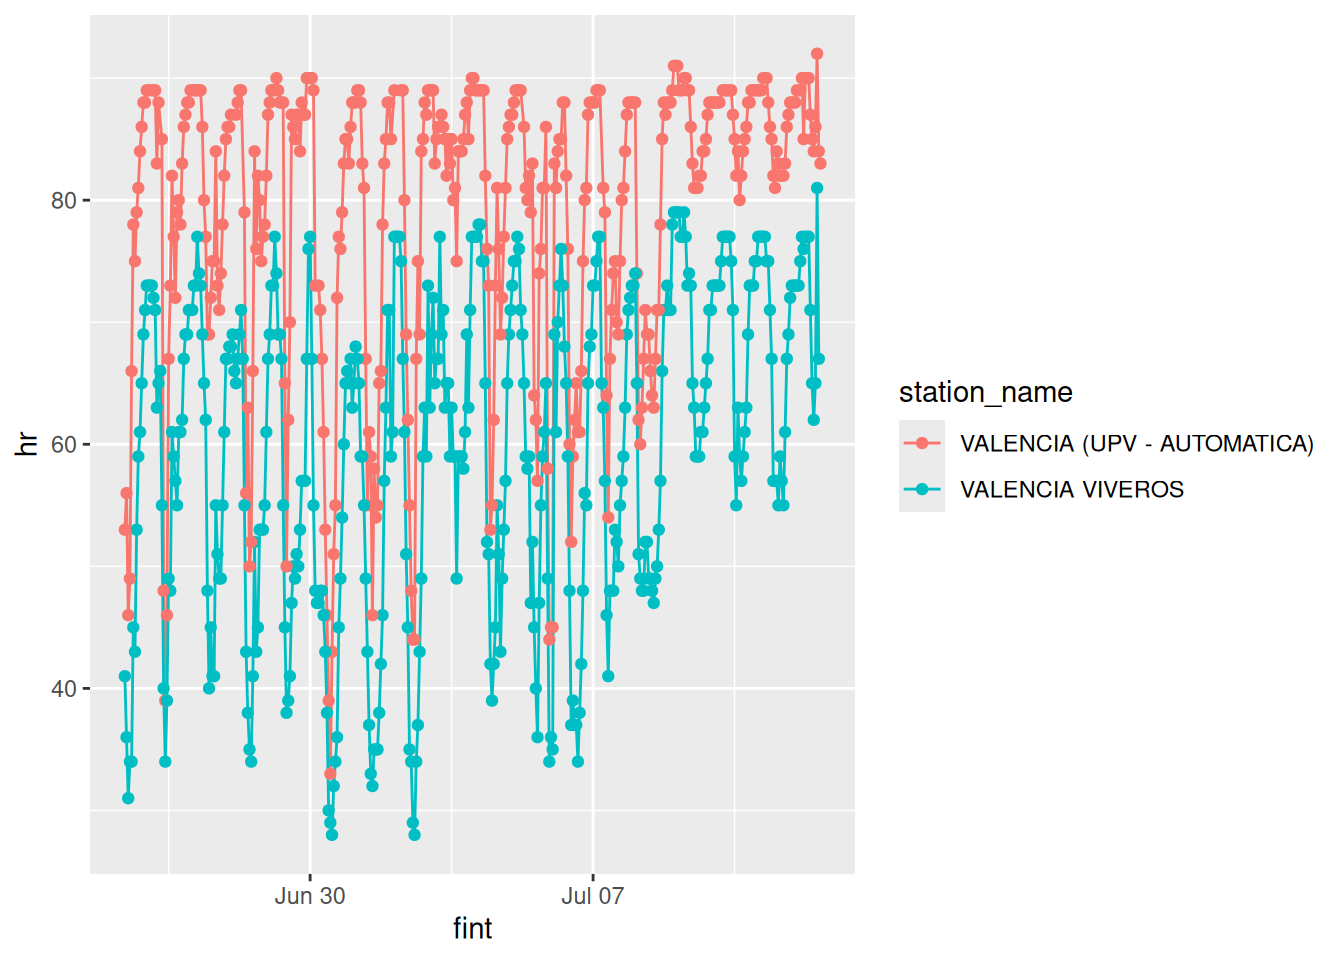 hr
80
60
40
Jun 30
Jul 07
fint
station_name
VALENCIA (UPV - AUTOMATICA)
VALENCIA VIVEROS